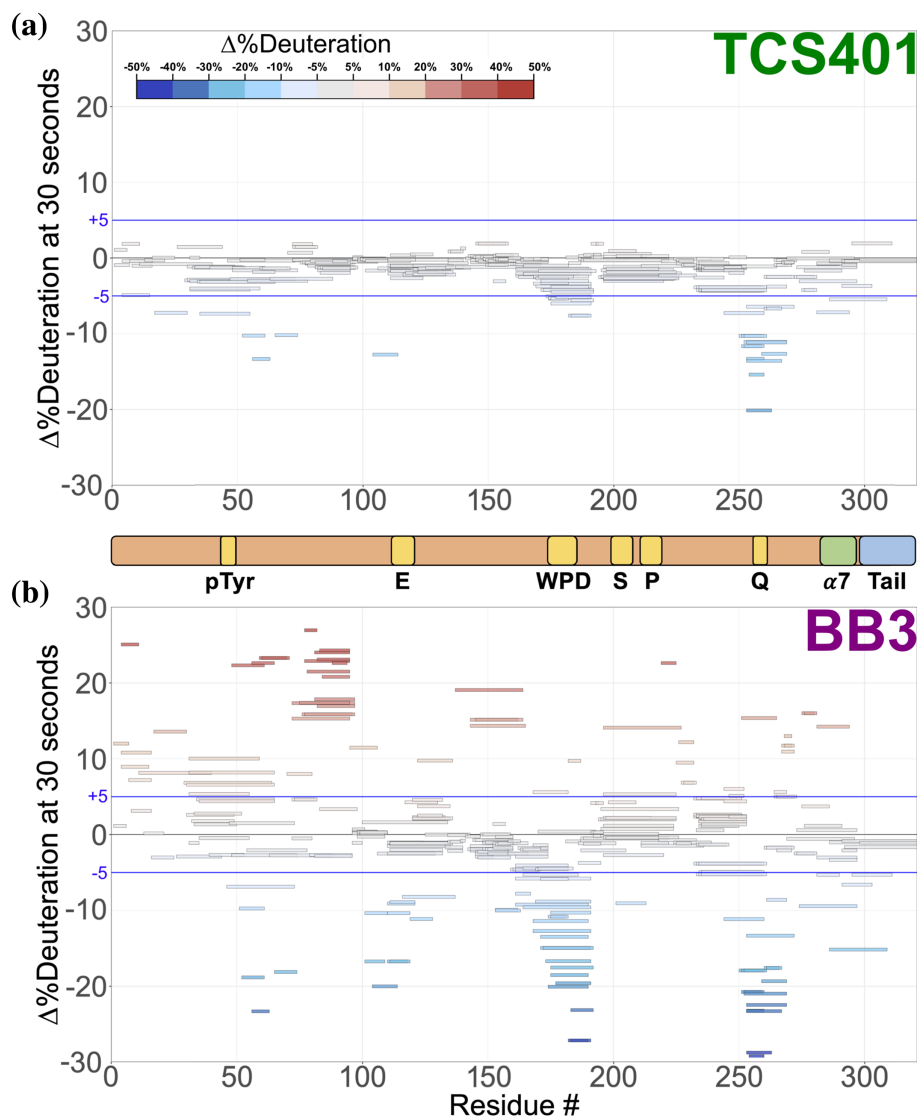 (a)
TCS401
Δ%Deuteration
-50% -40% -30% -20% -10% -5% 5% 10% 20% 30% 40% 50%
Δ%Deuteration at 30 seconds
30
20
10
+5
0
-5
-10
-20
-30
0 50 100 150 200 250 300
pTyr E WPD S P Q α7 Tail
(b)
BB3
Δ%Deuteration at 30 seconds
30
20
10
+5
0
-5
-10
-20
-30
0 50 100 150 200 250 300
Residue #